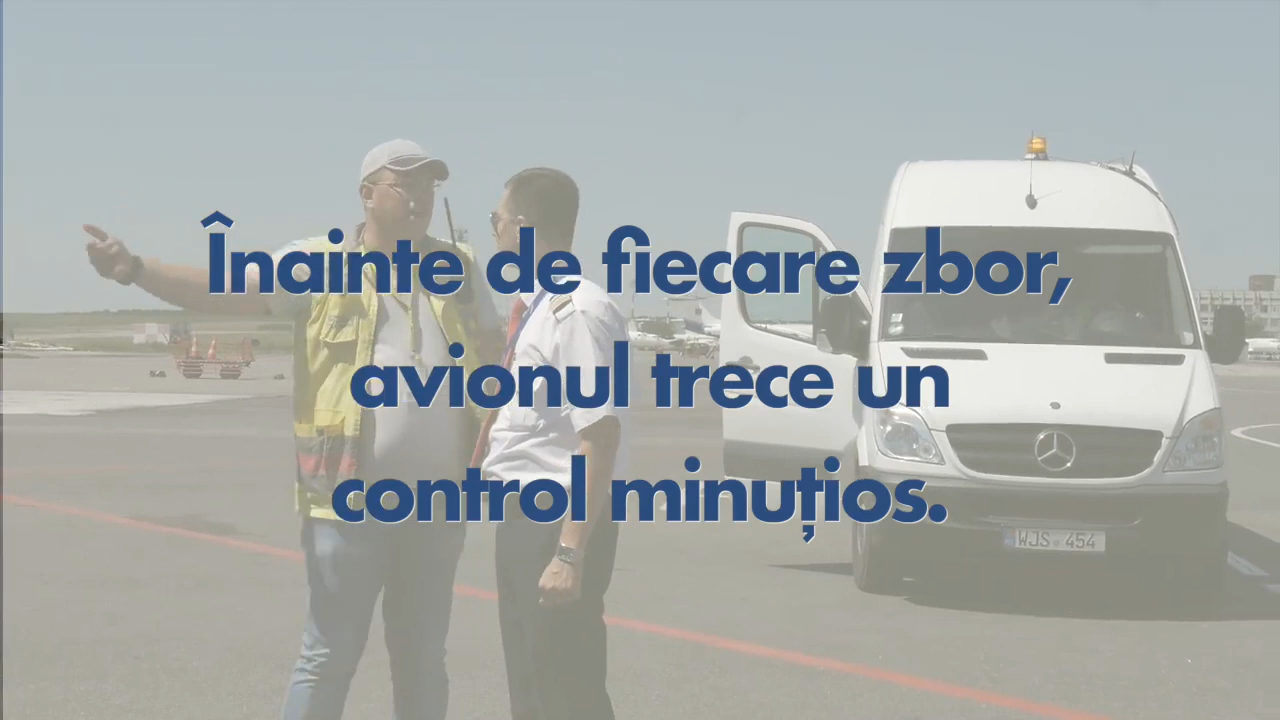 Înainte de fiecare zbor,
avionul trece un
control minuțios.
WJS 454